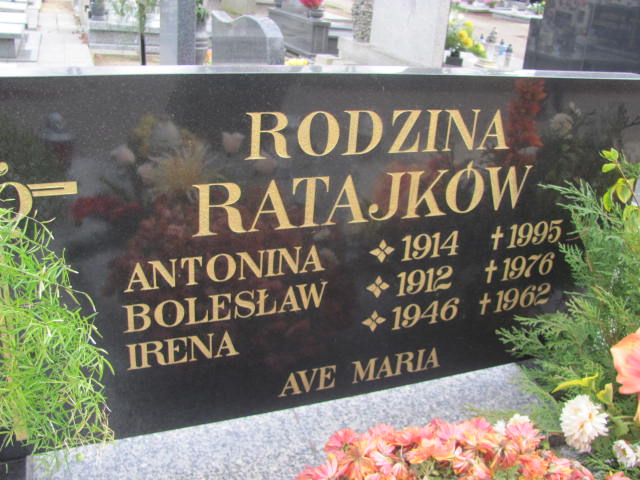 RODZINA
RATAJKÓW
ANTONINA 1914 †1995
BOLESŁAW 1912 †1976
IRENA 1946 †1962
AVE MARIA